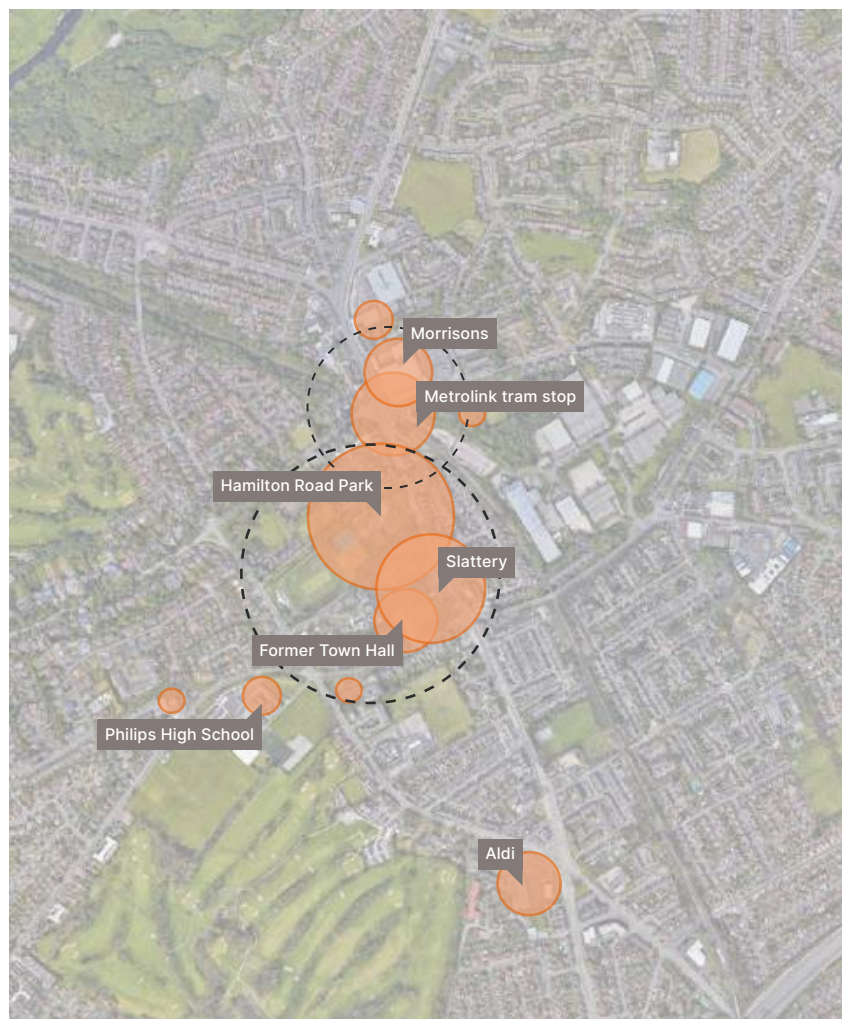 Morrisons
Metrolink tram stop
Hamilton Road Park
Slattery
Former Town Hall
Philips High School
Aldi